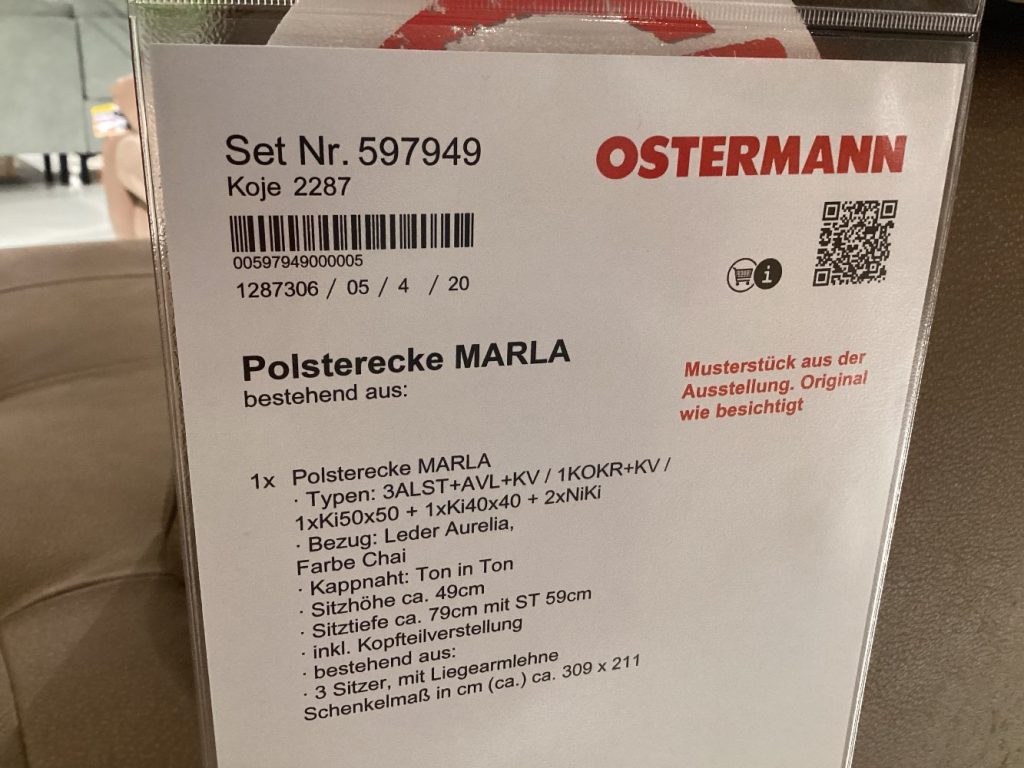 Set Nr. 597949
OSTERMANN
Koje 2287
00597949000005
1287306 / 05 / 4 / 20
i
Polsterecke MARLA
bestehend aus:
Musterstück aus der
Ausstellung. Original
wie besichtigt
1x Polsterecke MARLA
· Typen: 3ALST+AVL+KV / 1KOKR+KV /
1xKi50x50 + 1xKi40x40 + 2xNiKi
· Bezug: Leder Aurelia,
Farbe Chai
· Kappnaht: Ton in Ton
· Sitzhöhe ca. 49cm
· Sitztiefe ca. 79cm mit ST 59cm
· inkl. Kopfteilverstellung
· bestehend aus:
· 3 Sitzer, mit Liegearmlehne
Schenkelmaß in cm (ca.) ca. 309 x 211